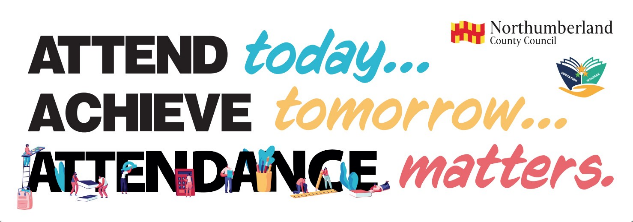 ATTEND today...
Northumberland
County Council
ACHIEVE tomorrow...
ATTENDANCE matters.